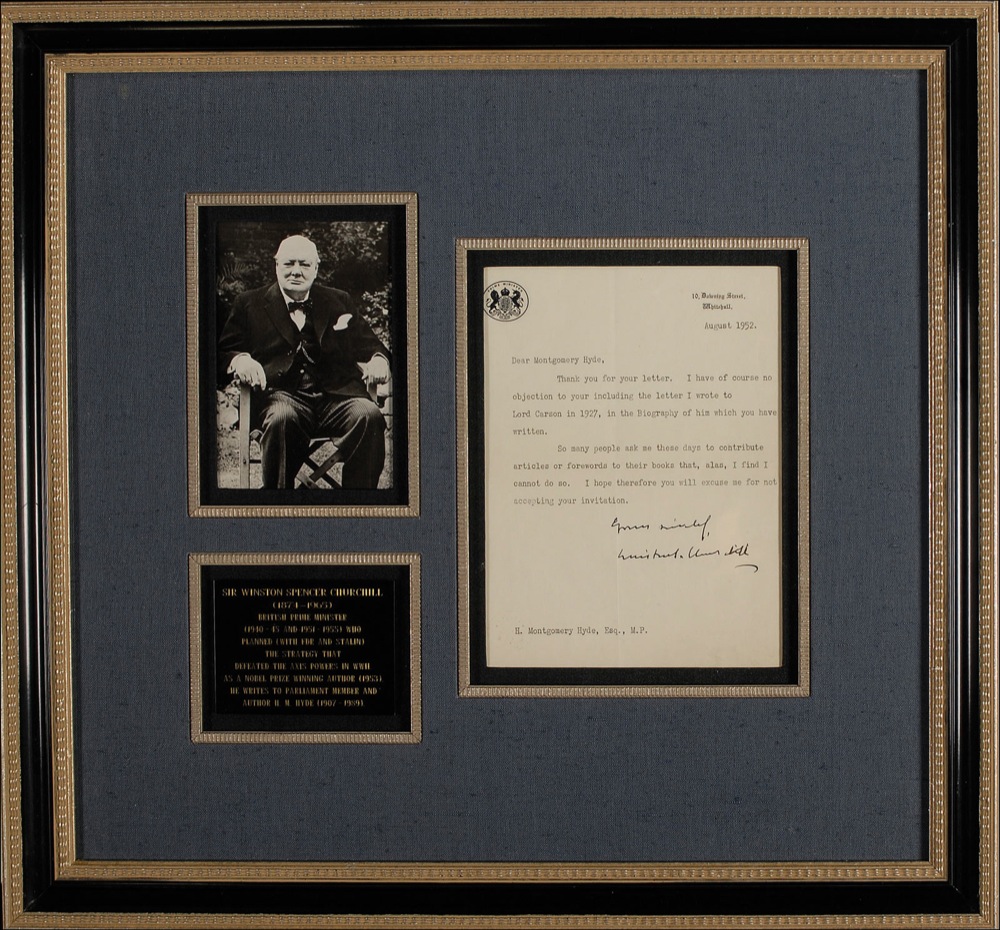 PRIME MINISTER
10, Downing Street,
Whitehall.
August 1952.
Dear Montgomery Hyde,
Thank you for your letter. I have of course no
objection to your including the letter I wrote to
Lord Carson in 1927, in the Biography of him which you have
written.
So many people ask me these days to contribute
articles or forewords to their books that, alas, I find I
cannot do so. I hope therefore you will excuse me for not
accepting your invitation.
Yours sincerely,
Winston S. Churchill
H. Montgomery Hyde, Esq., M.P.
SIR WINSTON SPENCER CHURCHILL
(1874-1965)
BRITISH PRIME MINISTER
(1940-45 AND 1951-1955) WHO
PLANNED (WITH FDR AND STALIN)
THE STRATEGY THAT
DEFEATED THE AXIS POWERS IN WWII
AS A NOBEL PRIZE WINNING AUTHOR (1953)
HE WRITES TO PARLIAMENT MEMBER AND
AUTHOR H. M. HYDE (1907-1989)